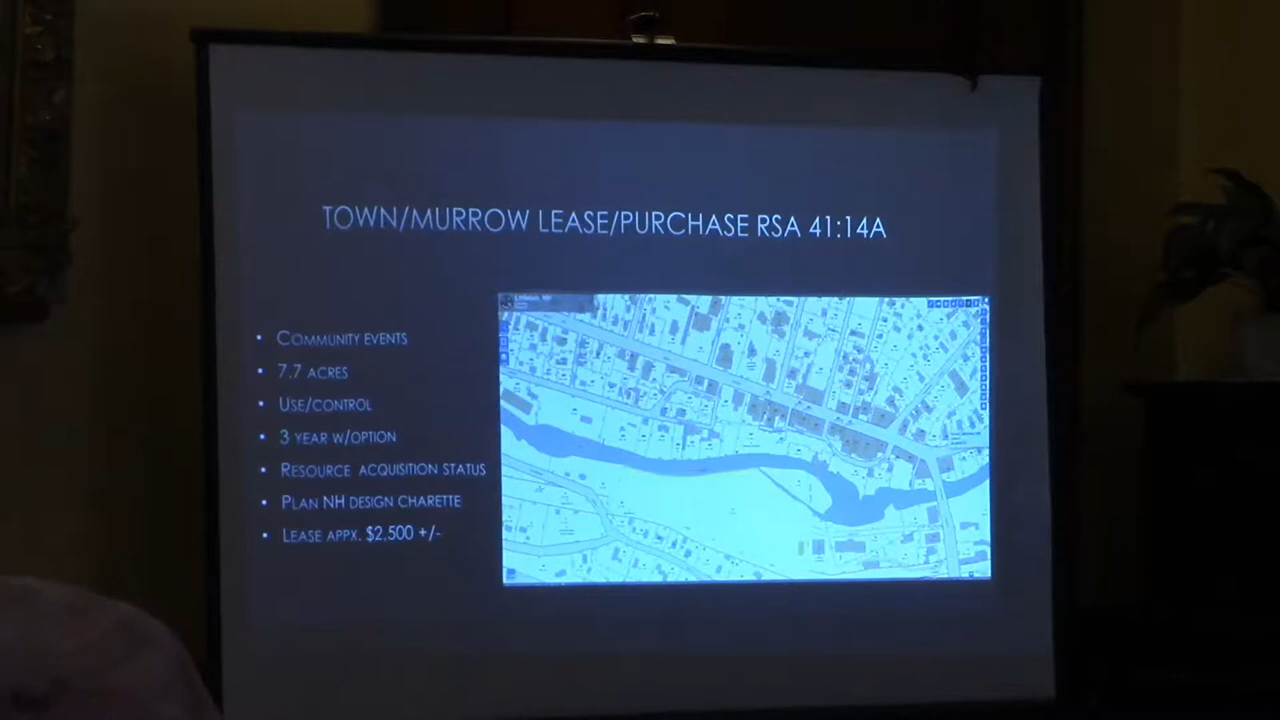 TOWN/MURROW LEASE/PURCHASE RSA 41:14A
• COMMUNITY EVENTS
• 7.7 ACRES
• USE/CONTROL
• 3 YEAR W/OPTION
• RESOURCE ACQUISITION STATUS
• PLAN NH DESIGN CHARETTE
• LEASE APPX. $2,500 +/-